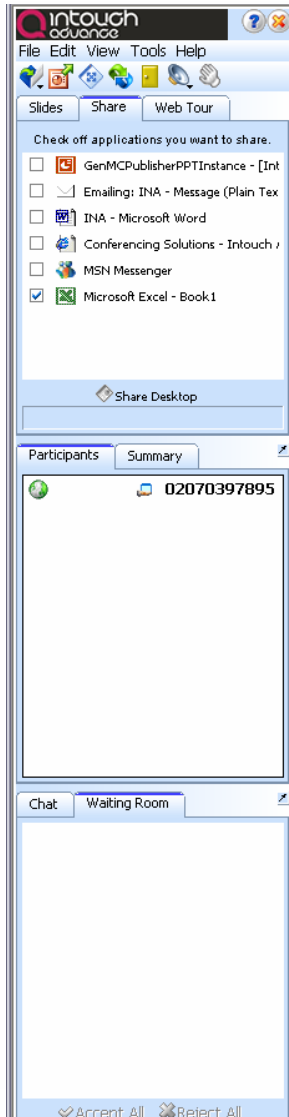 intouch
advance
File Edit View Tools Help
Slides Share Web Tour
Check off applications you want to share.
GenMCPublisherPPTInstance - [Int
Emailing: INA - Message (Plain Tex
INA - Microsoft Word
Conferencing Solutions - Intouch
MSN Messenger
Microsoft Excel - Book1
Share Desktop
Participants Summary
02070397895
Chat Waiting Room
Accept All Reject All